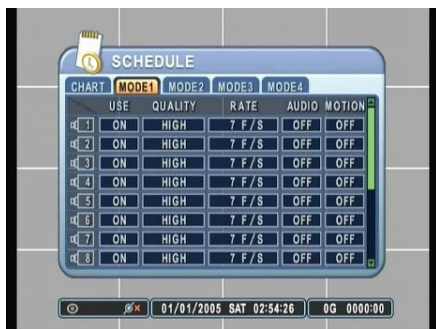 SCHEDULE
CHART MODE1 MODE2 MODE3 MODE4
USE QUALITY RATE AUDIO MOTION
1 ON HIGH 7 F/S OFF OFF
2 ON HIGH 7 F/S OFF OFF
3 ON HIGH 7 F/S OFF OFF
4 ON HIGH 7 F/S OFF OFF
5 ON HIGH 7 F/S OFF OFF
6 ON HIGH 7 F/S OFF OFF
7 ON HIGH 7 F/S OFF OFF
8 ON HIGH 7 F/S OFF OFF
01/01/2005 SAT 02:54:26 0G 0000:00